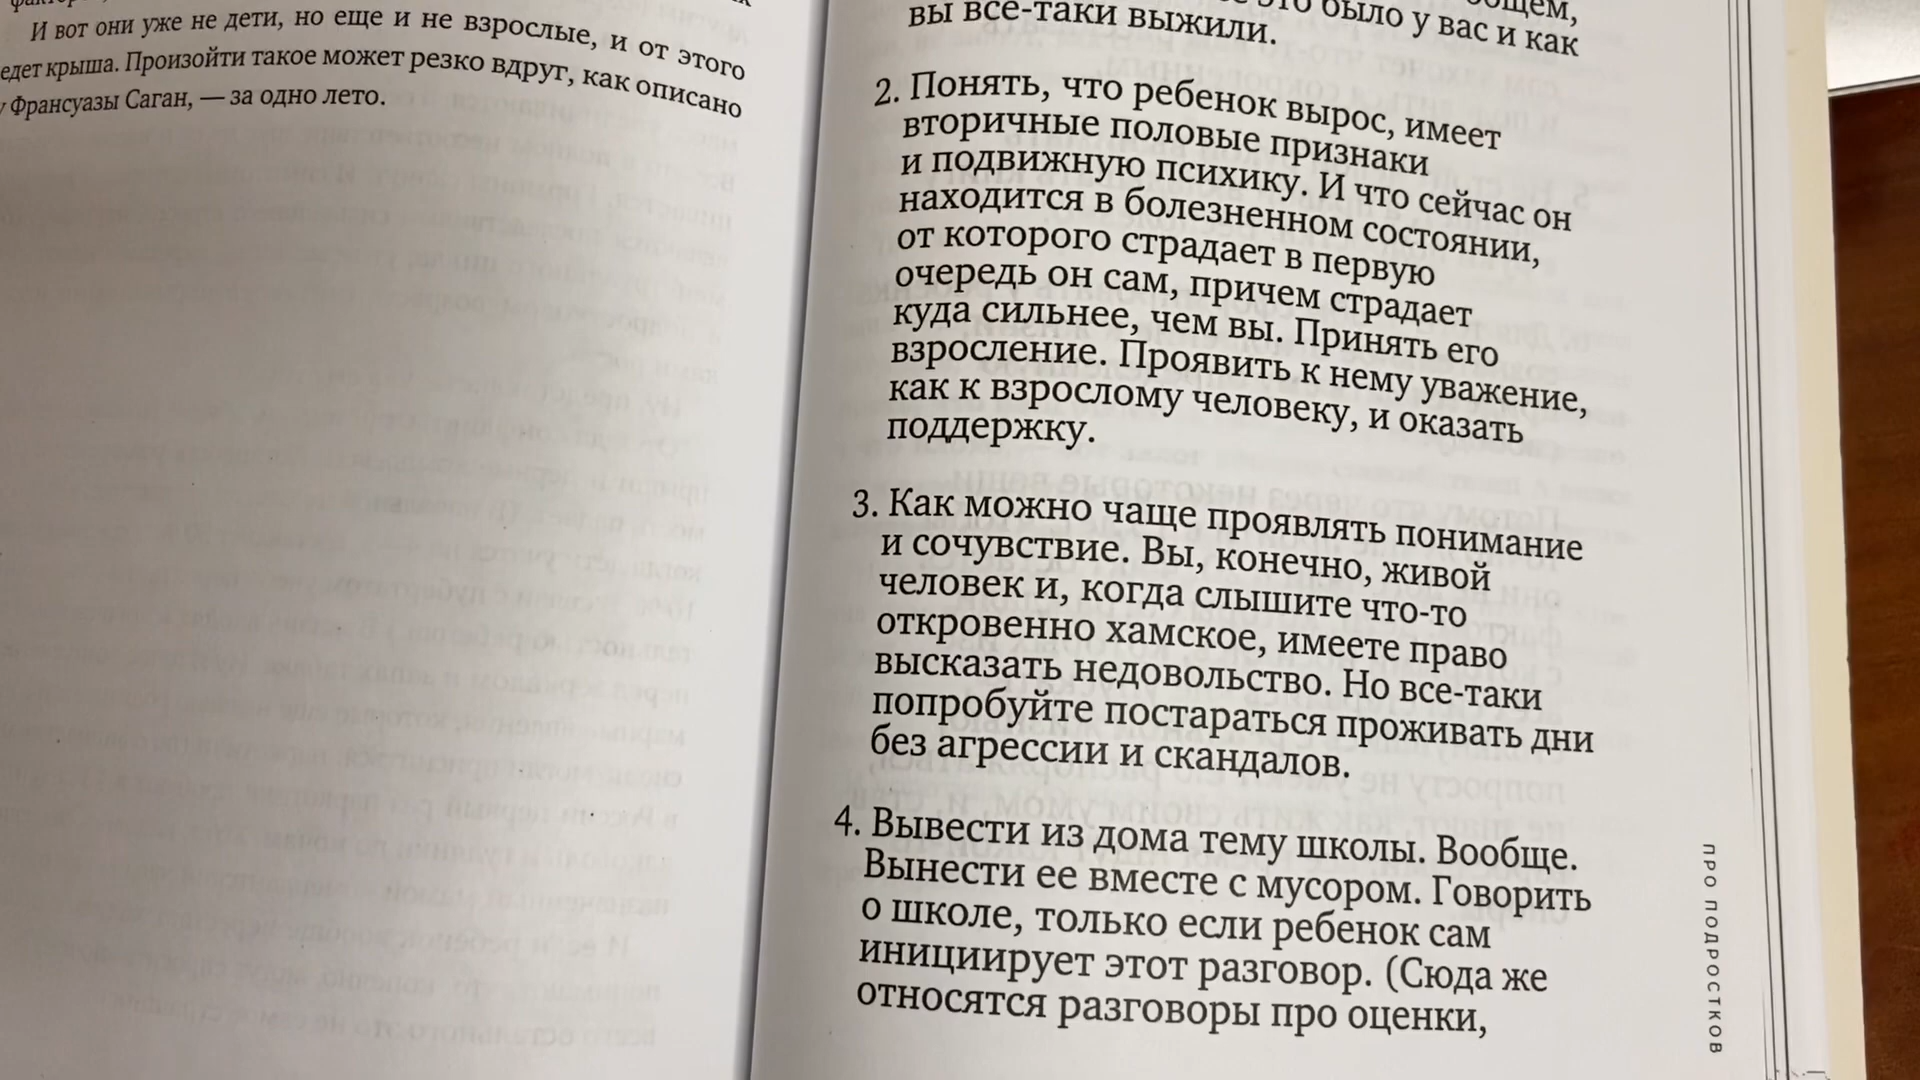 И вот они уже не дети, но еще и не взрослые, и от этого
едет крыша. Произойти такое может резко вдруг, как описано
у Франсуазы Саган, — за одно лето.
это было у вас и как
вы все-таки выжили.
2. Понять, что ребенок вырос, имеет
вторичные половые признаки
и подвижную психику. И что сейчас он
находится в болезненном состоянии,
от которого страдает в первую
очередь он сам, причем страдает
куда сильнее, чем вы. Принять его
взросление. Проявить к нему уважение,
как к взрослому человеку, и оказать
поддержку.
3. Как можно чаще проявлять понимание
и сочувствие. Вы, конечно, живой
человек и, когда слышите что-то
откровенно хамское, имеете право
высказать недовольство. Но все-таки
попробуйте постараться проживать дни
без агрессии и скандалов.
4. Вывести из дома тему школы. Вообще.
Вынести ее вместе с мусором. Говорить
о школе, только если ребенок сам
инициирует этот разговор. (Сюда же
относятся разговоры про оценки,
ПРО ПОДРОСТКОВ